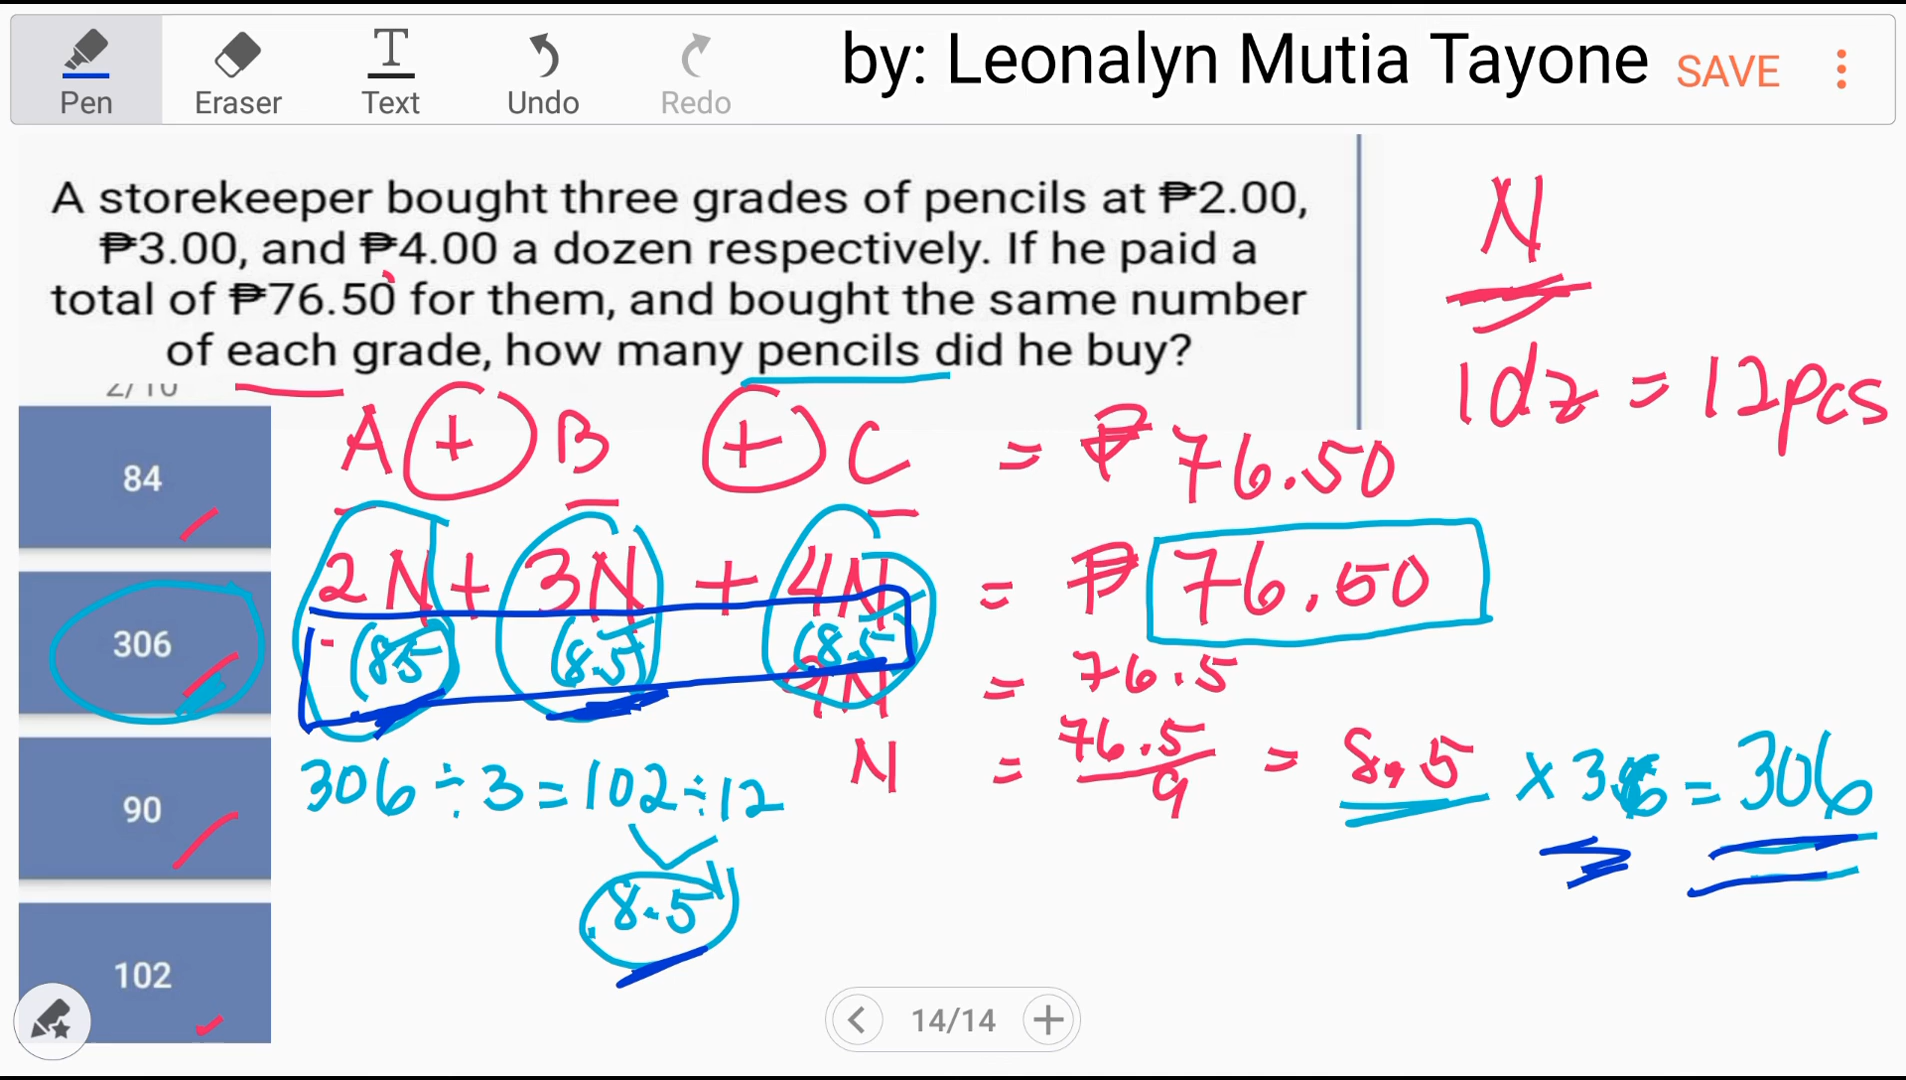 Pen Eraser Text Undo Redo by: Leonalyn Mutia Tayone SAVE
A storekeeper bought three grades of pencils at ₱2.00,
₱3.00, and ₱4.00 a dozen respectively. If he paid a
total of ₱76.50 for them, and bought the same number
of each grade, how many pencils did he buy?
N
1dz = 12pcs
2/10
84
306
90
102
A + B + C = ₱ 76.50
2N + 3N + 4N = ₱ 76.50
(8.5) (8.5) (8.5)
9N = 76.5
N = 76.5/9 = 8.5 x 36 = 306
306 ÷ 3 = 102 ÷ 12
8.5
14/14